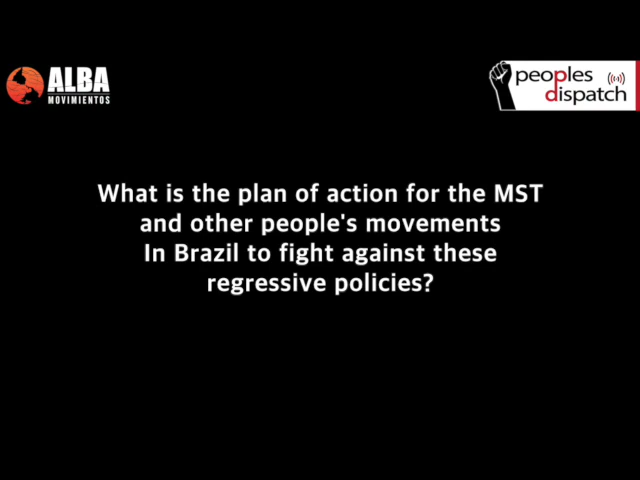 ALBA
MOVIMIENTOS
peoples
dispatch
What is the plan of action for the MST
and other people's movements
In Brazil to fight against these
regressive policies?